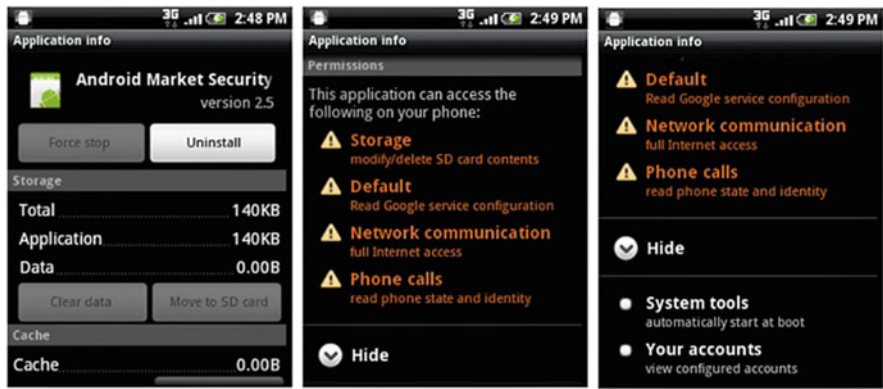 3G 2:48 PM
Application info
Android Market Security
version 2.5
Force stop
Uninstall
Storage
Total 140KB
Application 140KB
Data 0.00B
Clear data
Move to SD card
Cache
Cache 0.00B
3G 2:49 PM
Application info
Permissions
This application can access the
following on your phone:
Storage
modify/delete SD card contents
Default
Read Google service configuration
Network communication
full Internet access
Phone calls
read phone state and identity
Hide
3G 2:49 PM
Application info
Default
Read Google service configuration
Network communication
full Internet access
Phone calls
read phone state and identity
Hide
System tools
automatically start at boot
Your accounts
view configured accounts